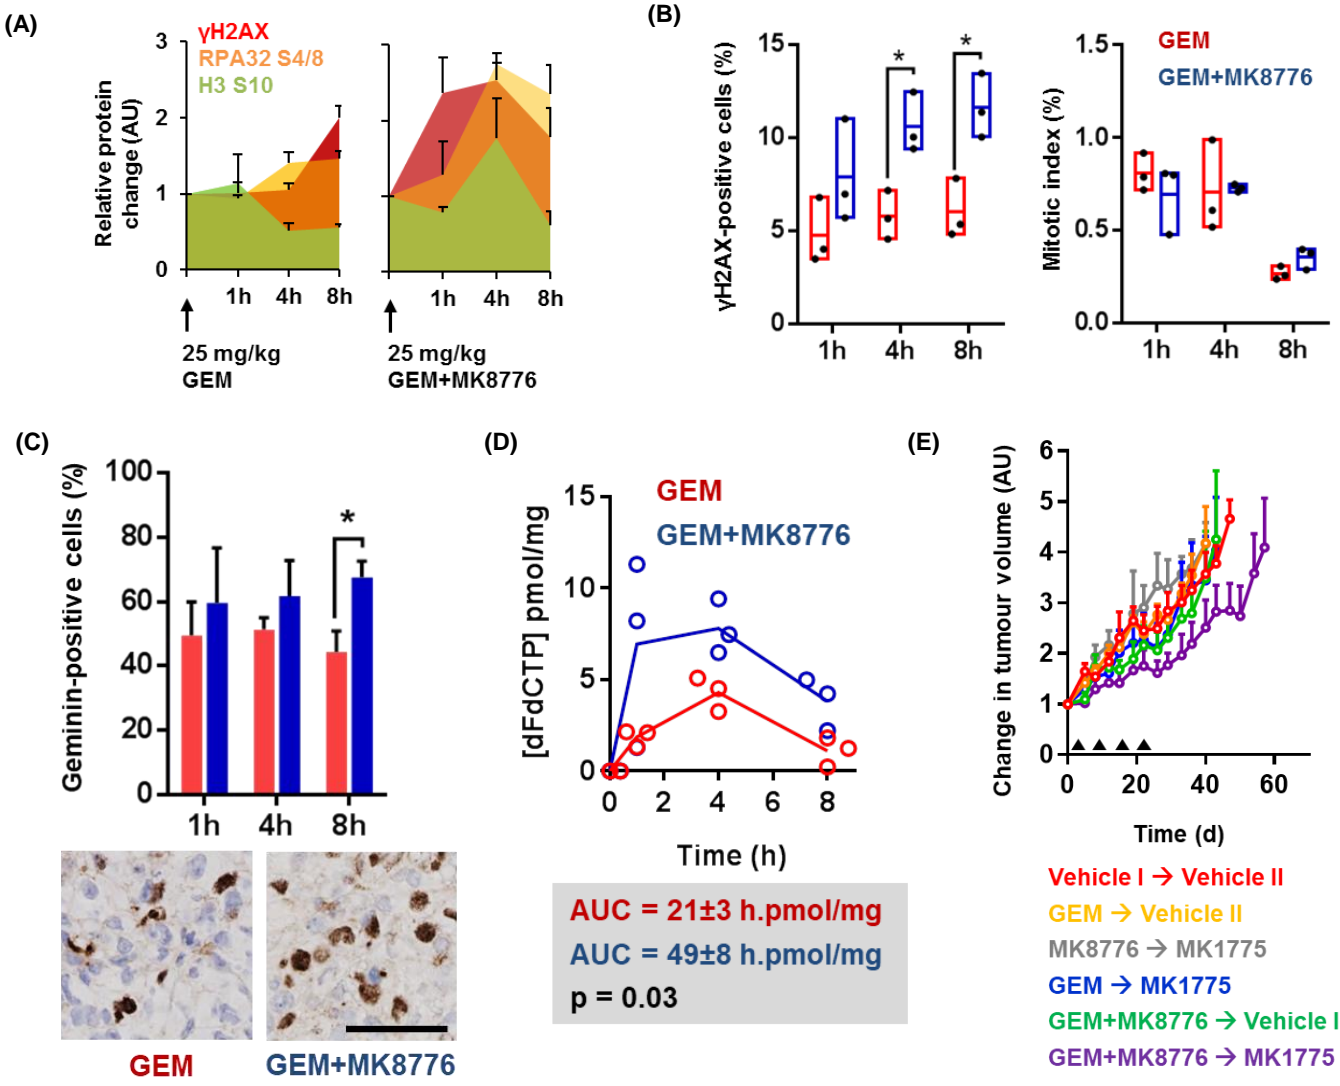 (A)
γH2AX
RPA32 S4/8
H3 S10
Relative protein
change (AU)
3
2
1
0
1h 4h 8h
1h 4h 8h
25 mg/kg
GEM
25 mg/kg
GEM+MK8776
(B)
γH2AX-positive cells (%)
15
10
5
0
* *
1h 4h 8h
Mitotic index (%)
1.5
1.0
0.5
0.0
GEM
GEM+MK8776
1h 4h 8h
(C)
Geminin-positive cells (%)
100
80
60
40
20
0
*
1h 4h 8h
GEM
GEM+MK8776
(D)
[dFdCTP] pmol/mg
15
10
5
0
GEM
GEM+MK8776
0 2 4 6 8
Time (h)
AUC = 21±3 h.pmol/mg
AUC = 49±8 h.pmol/mg
p = 0.03
(E)
Change in tumour volume (AU)
6
5
4
3
2
1
0
0 20 40 60
Time (d)
Vehicle I → Vehicle II
GEM → Vehicle II
MK8776 → MK1775
GEM → MK1775
GEM+MK8776 → Vehicle I
GEM+MK8776 → MK1775